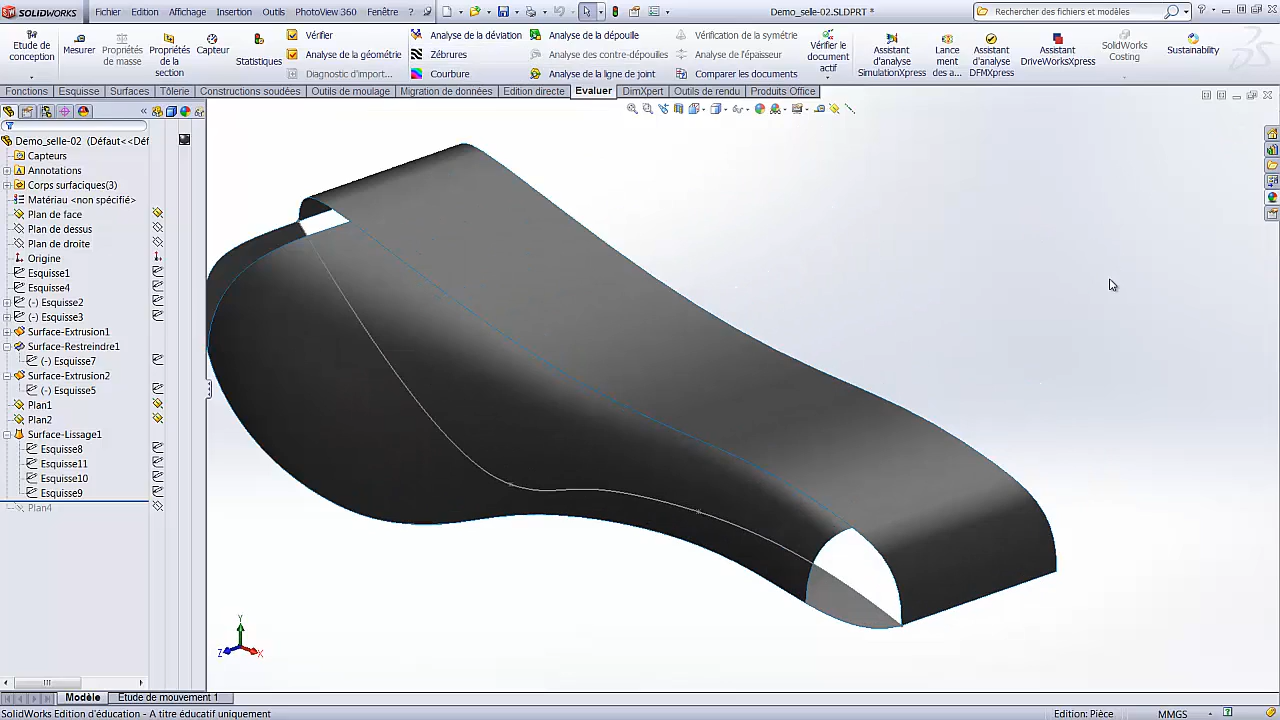 SOLIDWORKS Fichier Edition Affichage Insertion Outils PhotoView 360 Fenêtre ? Demo_selle-02.SLDPRT * Rechercher des fichiers et modèles
Etude de conception
Mesurer
Propriétés de masse
Propriétés de la section
Capteur
Statistiques
Vérifier
Analyse de la géométrie
Diagnostic d'import...
Analyse de la déviation
Zébrures
Courbure
Analyse de la dépouille
Analyse des contre-dépouilles
Analyse de la ligne de joint
Vérification de la symétrie
Analyse de l'épaisseur
Comparer les documents
Vérifier le document actif
Assistant d'analyse SimulationXpress
Lance des a...
Assistant d'analyse DFMXpress
Assistant DriveWorksXpress
SolidWorks Costing
Sustainability
Fonctions Esquisse Surfaces Tôlerie Constructions soudées Outils de moulage Migration de données Edition directe Evaluer DimXpert Outils de rendu Produits Office
Demo_selle-02 (Défaut<<Déf
Capteurs
Annotations
Corps surfaciques(3)
Matériau <non spécifié>
Plan de face
Plan de dessus
Plan de droite
Origine
Esquisse1
Esquisse4
(-) Esquisse2
(-) Esquisse3
Surface-Extrusion1
Surface-Restreindre1
(-) Esquisse7
Surface-Extrusion2
(-) Esquisse5
Plan1
Plan2
Surface-Lissage1
Esquisse8
Esquisse11
Esquisse10
Esquisse9
Plan4
Y
Z X
Modèle Etude de mouvement 1
SolidWorks Edition d'éducation - A titre éducatif uniquement Edition: Pièce MMGS